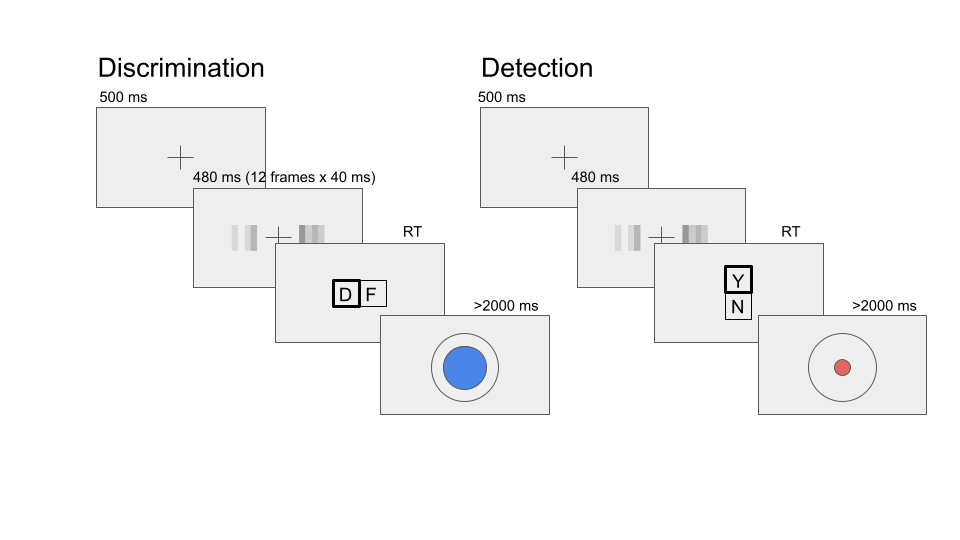 Discrimination
500 ms
480 ms (12 frames x 40 ms)
RT
D F
>2000 ms
Detection
500 ms
480 ms
RT
Y
N
>2000 ms